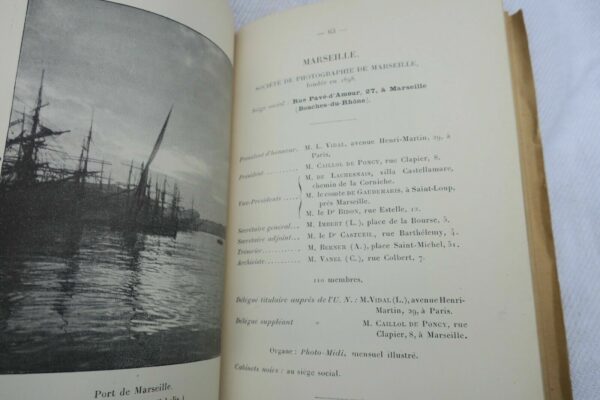 Port de Marseille.
— 63 —
MARSEILLE.
SOCIÉTÉ DE PHOTOGRAPHIE DE MARSEILLE,
fondée en 1898.
Siège social : Rue Pavé-d'Amour, 27, à Marseille
(Bouches-du-Rhône).
Président d'honneur. M. L. VIDAL, avenue Henri-Martin, 29, à
Paris.
Président.......... M. CAILLOL DE PONCY, rue Clapier, 8.
M. DE LACHESNAIS, villa Castellamare,
chemin de la Corniche.
Vice-Présidents .... M. le comte DE GAUDEMARIS, à Saint-Loup,
près Marseille.
M. le Dr BIDON, rue Estelle, 12.
Secrétaire général... M. IMBERT (L.), place de la Bourse, 5.
Secrétaire adjoint... M. le Dr CASTUEIL, rue Barthélemy, 4.
Trésorier.......... M. BERNER (A.), place Saint-Michel, 31.
Archiviste......... M. VANEL (C.), rue Colbert, 7.
110 membres.
Délégué titulaire auprès de l'U. N. : M. VIDAL (L.), avenue Henri-
Martin, 29, à Paris.
Délégué suppléant " M. CAILLOL DE PONCY, rue
Clapier, 8, à Marseille.
Organe : Photo-Midi, mensuel illustré.
Cabinets noirs : au siège social.